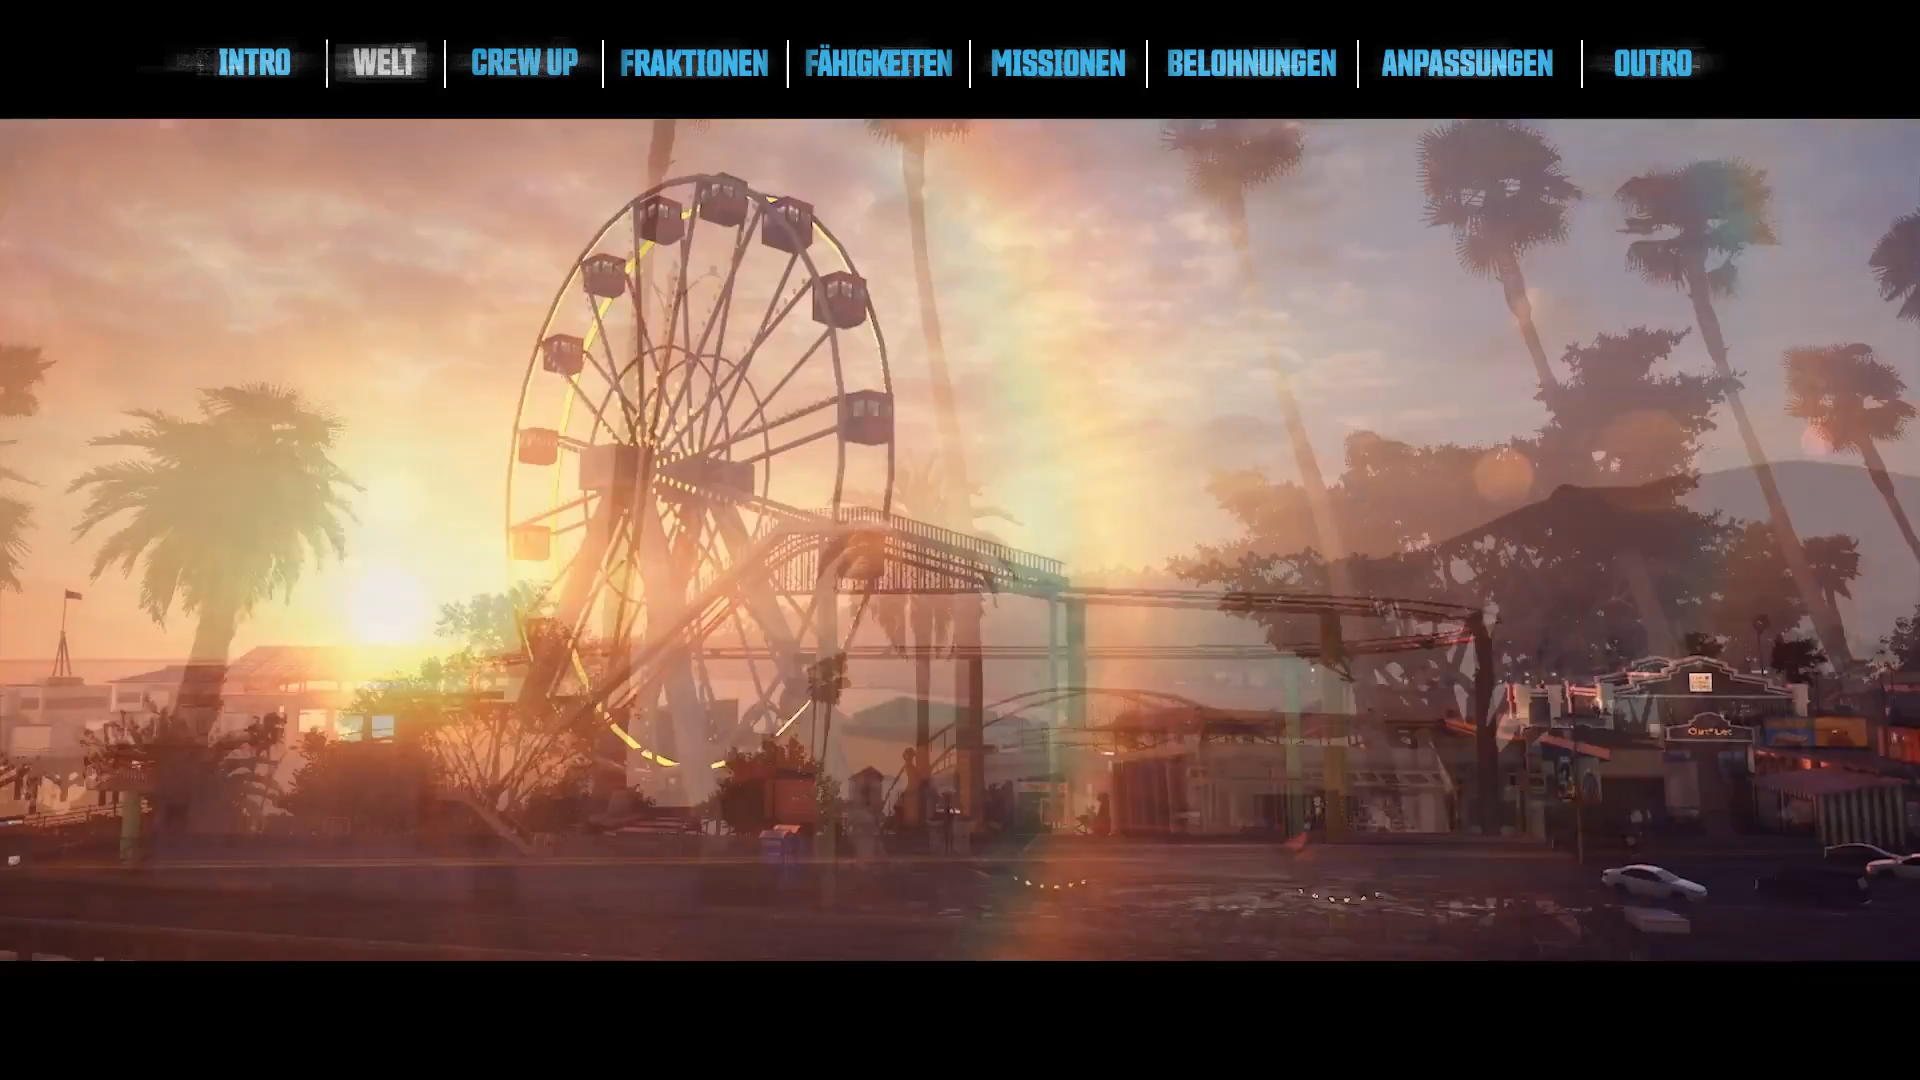 INTRO
WELT
CREW UP
FRAKTIONEN
FÄHIGKEITEN
MISSIONEN
BELOHNUNGEN
ANPASSUNGEN
OUTRO